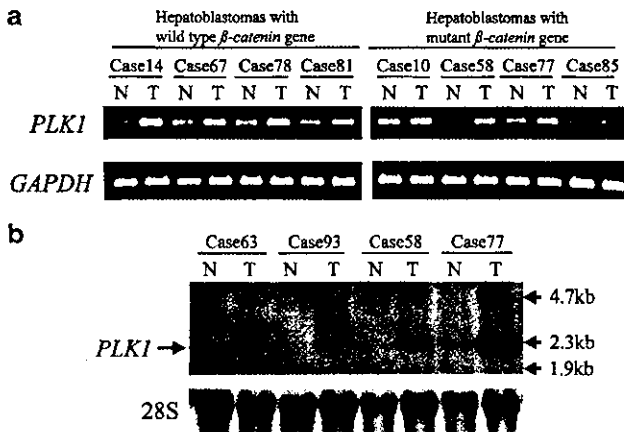 a
Hepatoblastomas with wild type β-catenin gene
Hepatoblastomas with mutant β-catenin gene
Case14 Case67 Case78 Case81 Case10 Case58 Case77 Case85
N T N T N T N T N T N T N T N T
PLK1
GAPDH
b
Case63 Case93 Case58 Case77
N T N T N T N T
4.7kb
PLK1
2.3kb
1.9kb
28S